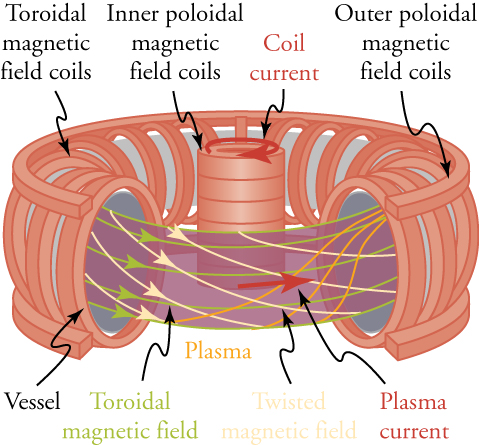 Toroidal
magnetic
field coils
Inner poloidal
magnetic
field coils
Coil
current
Outer poloidal
magnetic
field coils
Plasma
Vessel
Toroidal
magnetic field
Twisted
magnetic field
Plasma
current